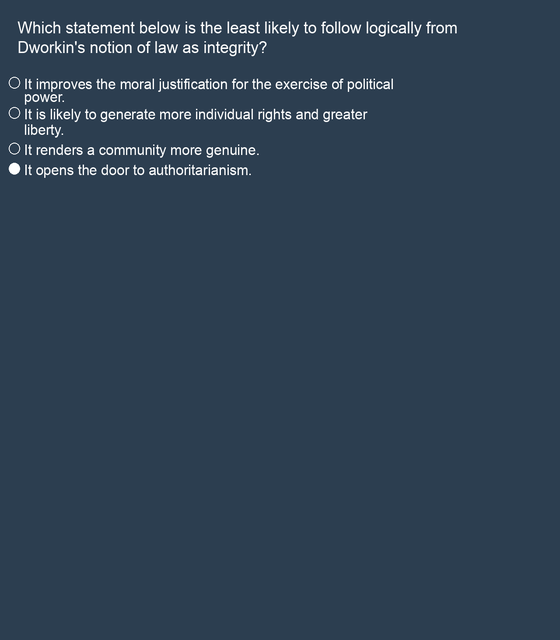 Which statement below is the least likely to follow logically from
Dworkin's notion of law as integrity?
It improves the moral justification for the exercise of political
power.
It is likely to generate more individual rights and greater
liberty.
It renders a community more genuine.
It opens the door to authoritarianism.